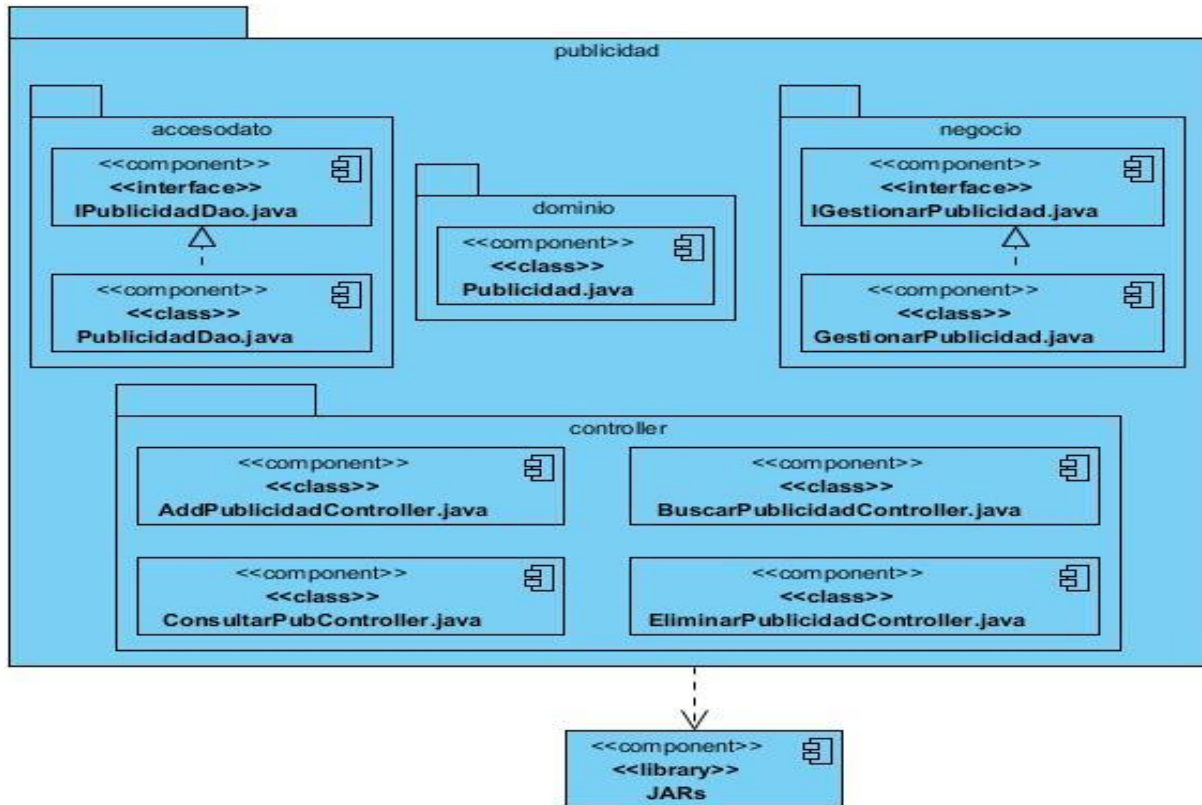 publicidad
accesodato
<<component>>
<<interface>>
IPublicidadDao.java
<<component>>
<<class>>
PublicidadDao.java
dominio
<<component>>
<<class>>
Publicidad.java
negocio
<<component>>
<<interface>>
IGestionarPublicidad.java
<<component>>
<<class>>
GestionarPublicidad.java
controller
<<component>>
<<class>>
AddPublicidadController.java
<<component>>
<<class>>
BuscarPublicidadController.java
<<component>>
<<class>>
ConsultarPubController.java
<<component>>
<<class>>
EliminarPublicidadController.java
<<component>>
<<library>>
JARs